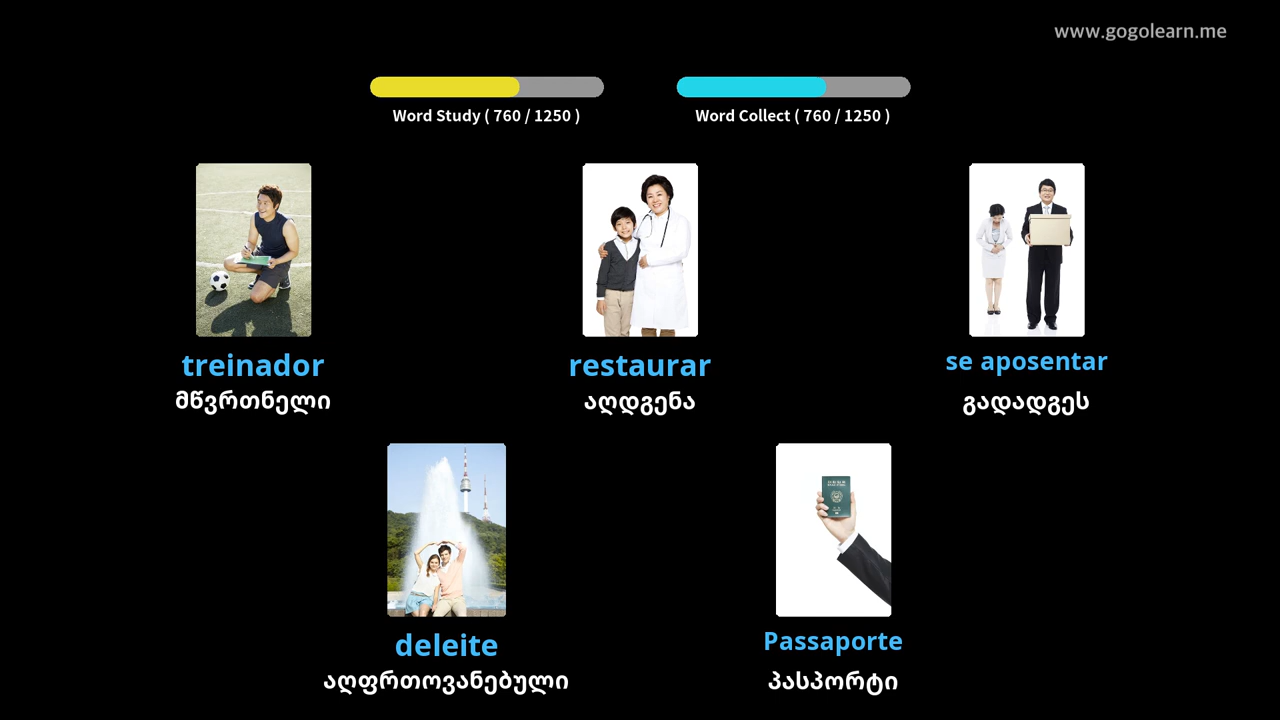 www.gogolearn.me
Word Study ( 760 / 1250 )
Word Collect ( 760 / 1250 )
treinador
მწვრთნელი
restaurar
აღდგენა
se aposentar
გადადგეს
deleite
აღფრთოვანებული
Passaporte
პასპორტი